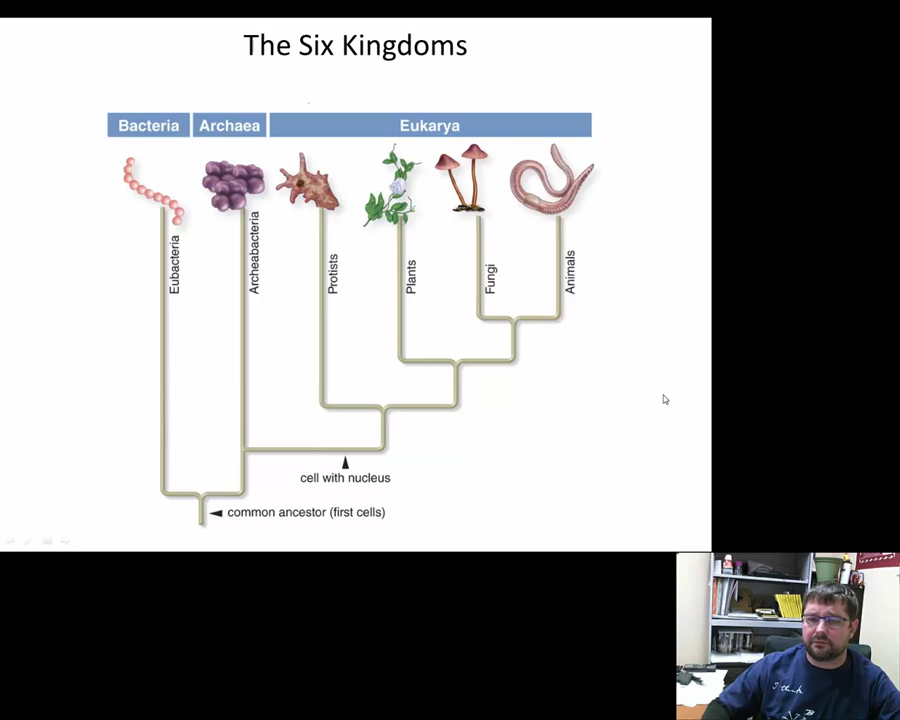 The Six Kingdoms
Bacteria
Archaea
Eukarya
Eubacteria
Archeabacteria
Protists
Plants
Fungi
Animals
cell with nucleus
common ancestor (first cells)
I think